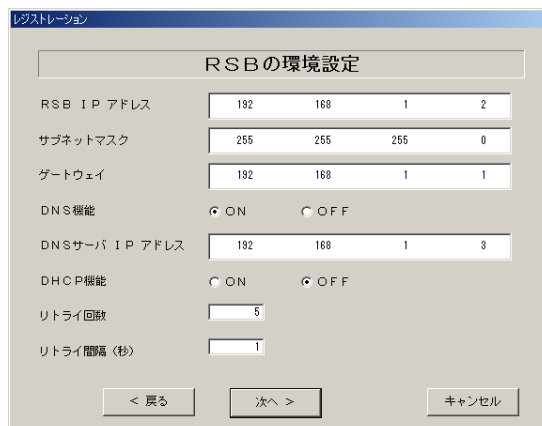 レジストレーション
RSBの環境設定
RSB IP アドレス 192 168 1 2
サブネットマスク 255 255 255 0
ゲートウェイ 192 168 1 1
DNS機能 ON OFF
DNSサーバ IP アドレス 192 168 1 3
DHCP機能 ON OFF
リトライ回数 5
リトライ間隔（秒） 1
< 戻る 次へ > キャンセル